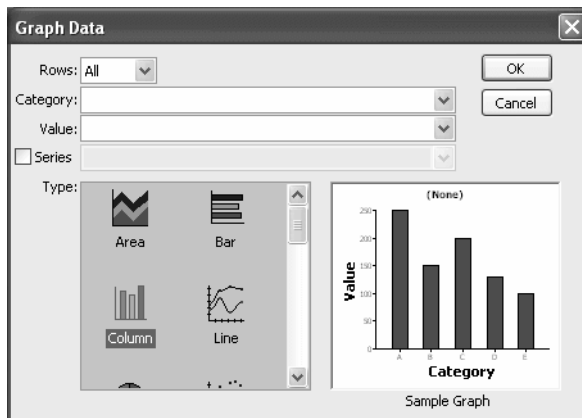 Graph Data
Rows: All
OK
Category:
Cancel
Value:
Series
Type:
Area
Bar
Column
Line
(None)
250
200
150
100
50
0
Value
A B C D E
Category
Sample Graph